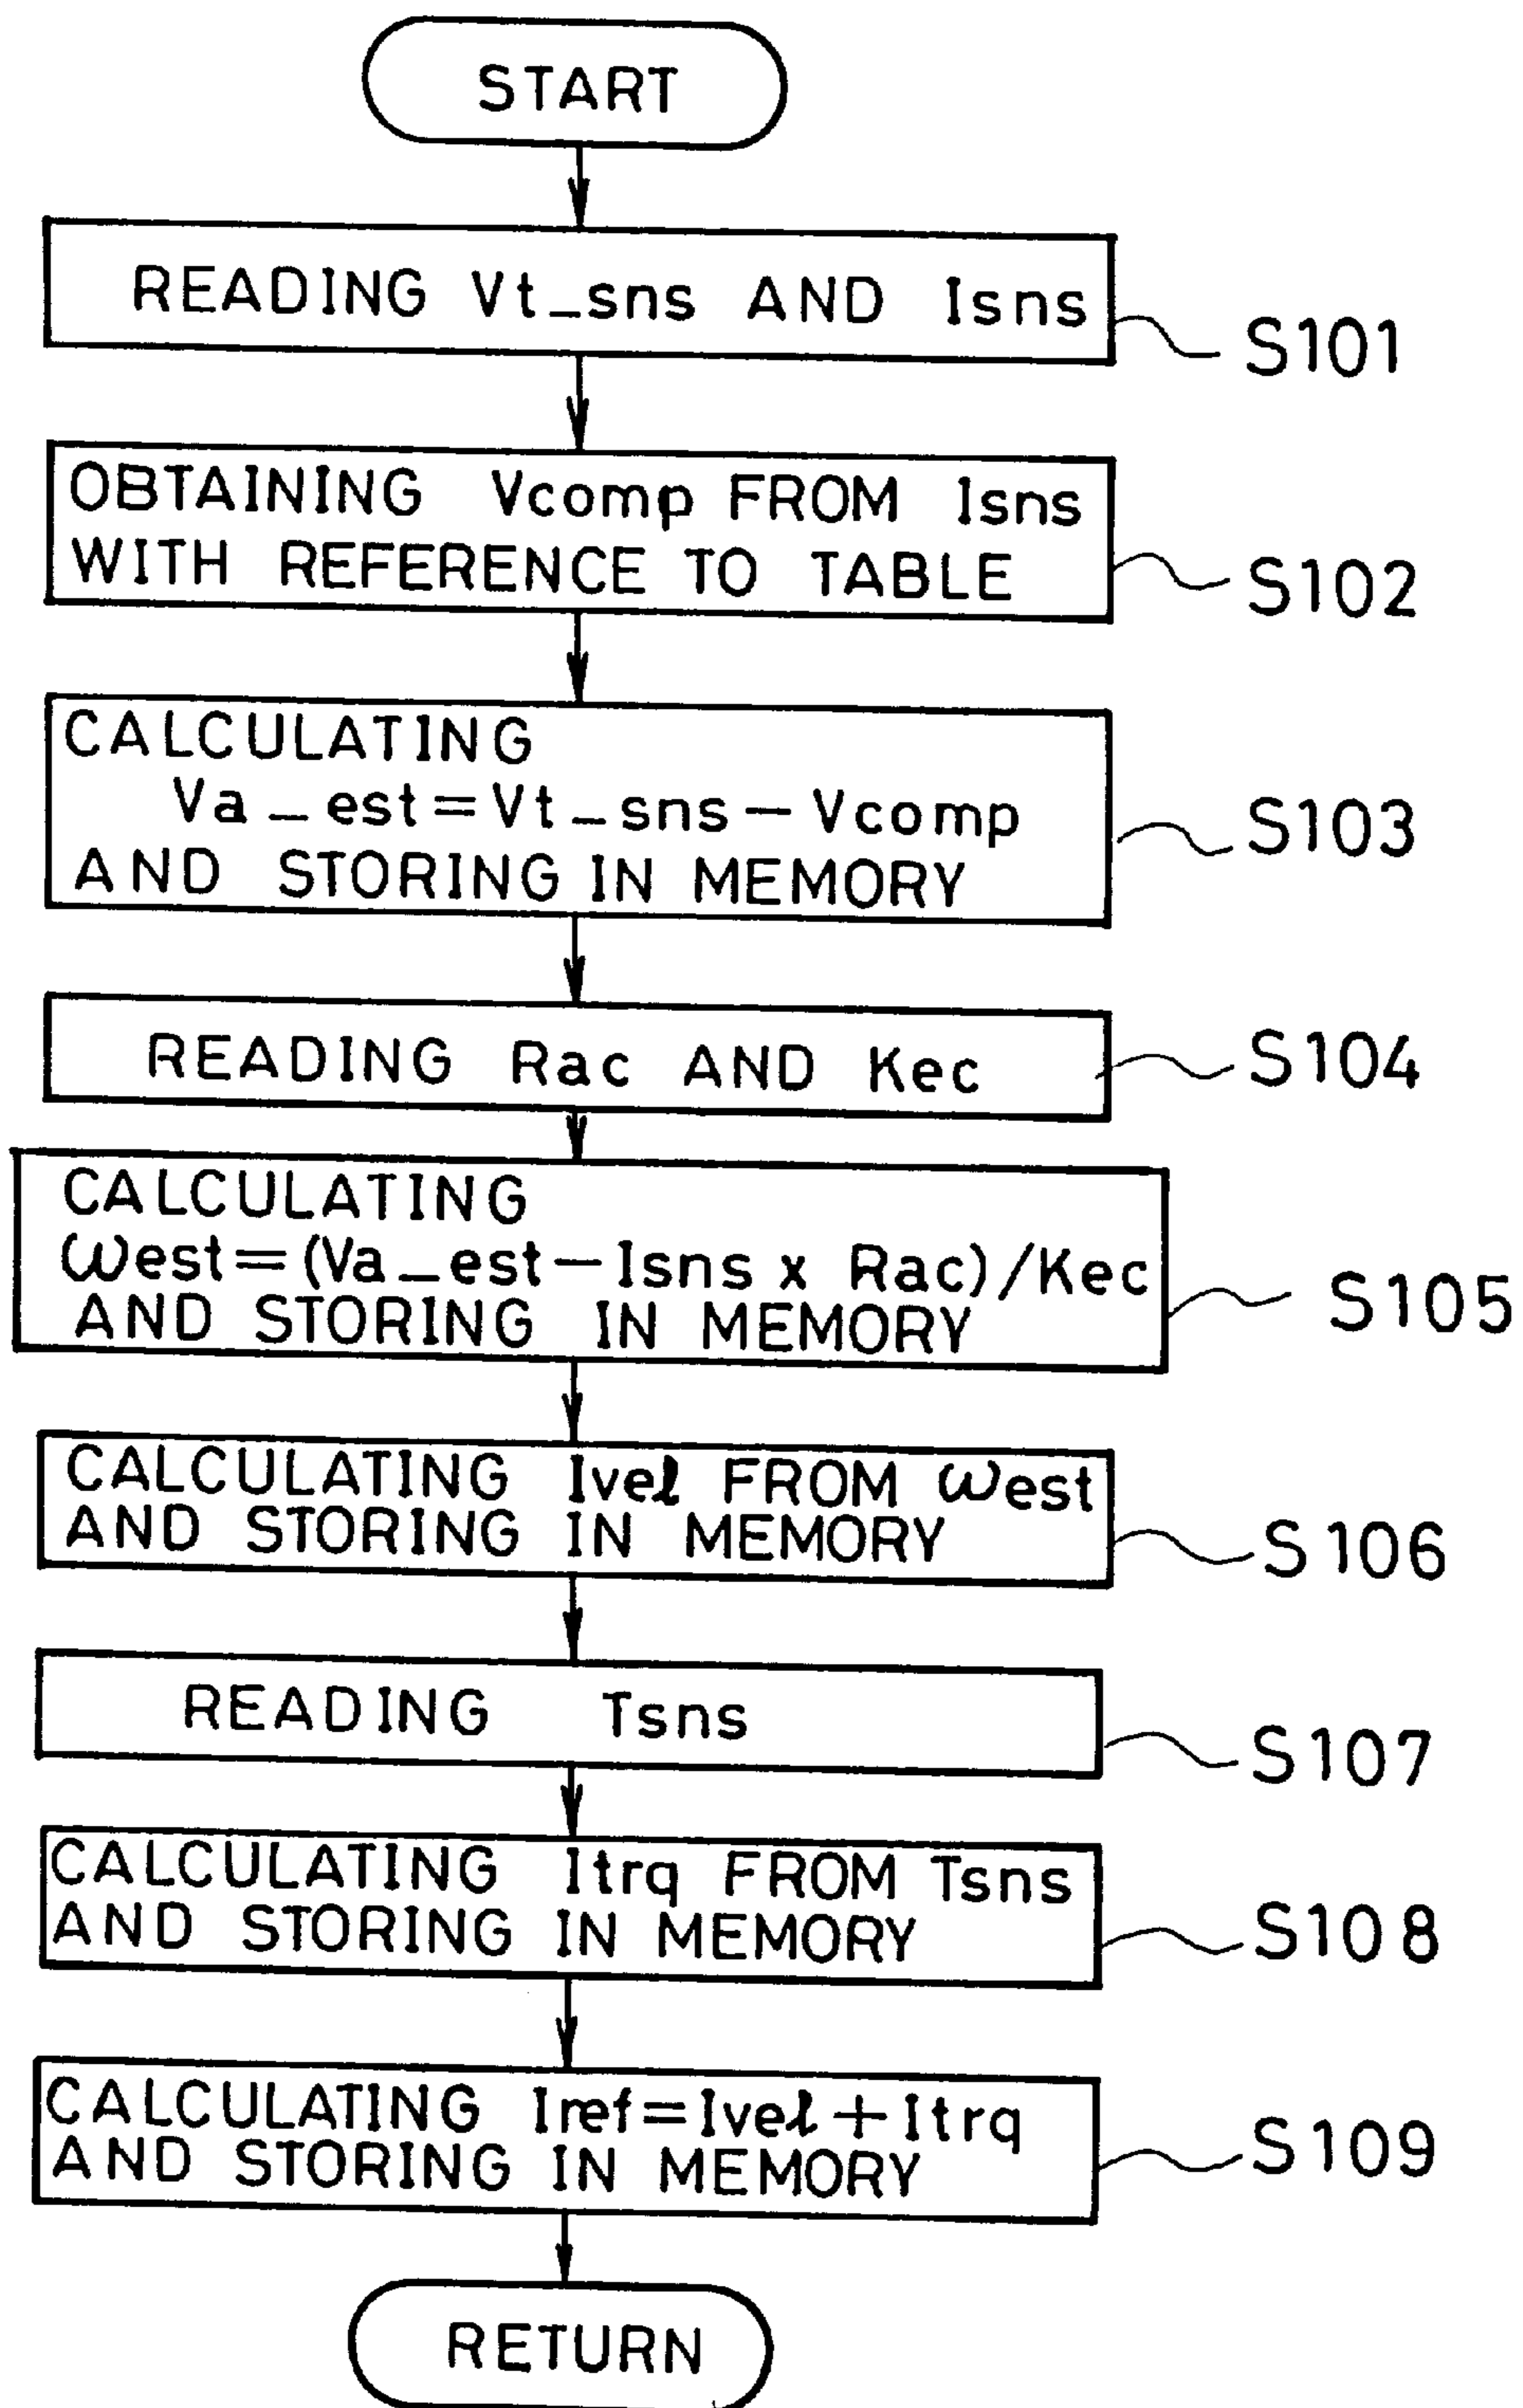 START
READING Vt_sns AND Isns
S101
OBTAINING Vcomp FROM Isns
WITH REFERENCE TO TABLE
S102
CALCULATING
Va_est=Vt_sns-Vcomp
AND STORING IN MEMORY
S103
READING Rac AND Kec
S104
CALCULATING
ωest=(Va_est-Isns x Rac)/Kec
AND STORING IN MEMORY
S105
CALCULATING Ivel FROM ωest
AND STORING IN MEMORY
S106
READING Tsns
S107
CALCULATING Itrq FROM Tsns
AND STORING IN MEMORY
S108
CALCULATING Iref=Ivel+Itrq
AND STORING IN MEMORY
S109
RETURN